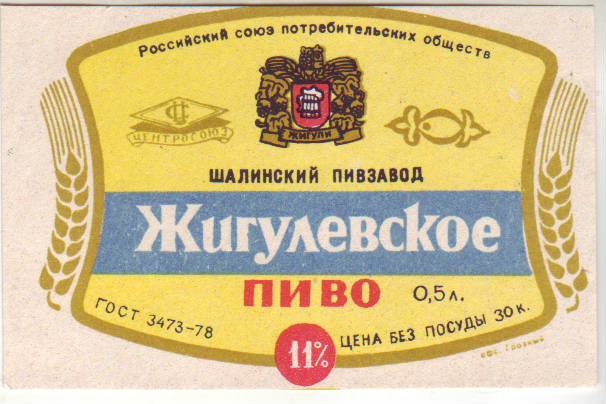 Российский союз потребительских обществ
ЦЕНТРОСОЮЗ
ЖИГУЛИ
ШАЛИНСКИЙ ПИВЗАВОД
Жигулевское
ПИВО 0,5 л.
ГОСТ 3473-78
11%
ЦЕНА БЕЗ ПОСУДЫ 30 к.